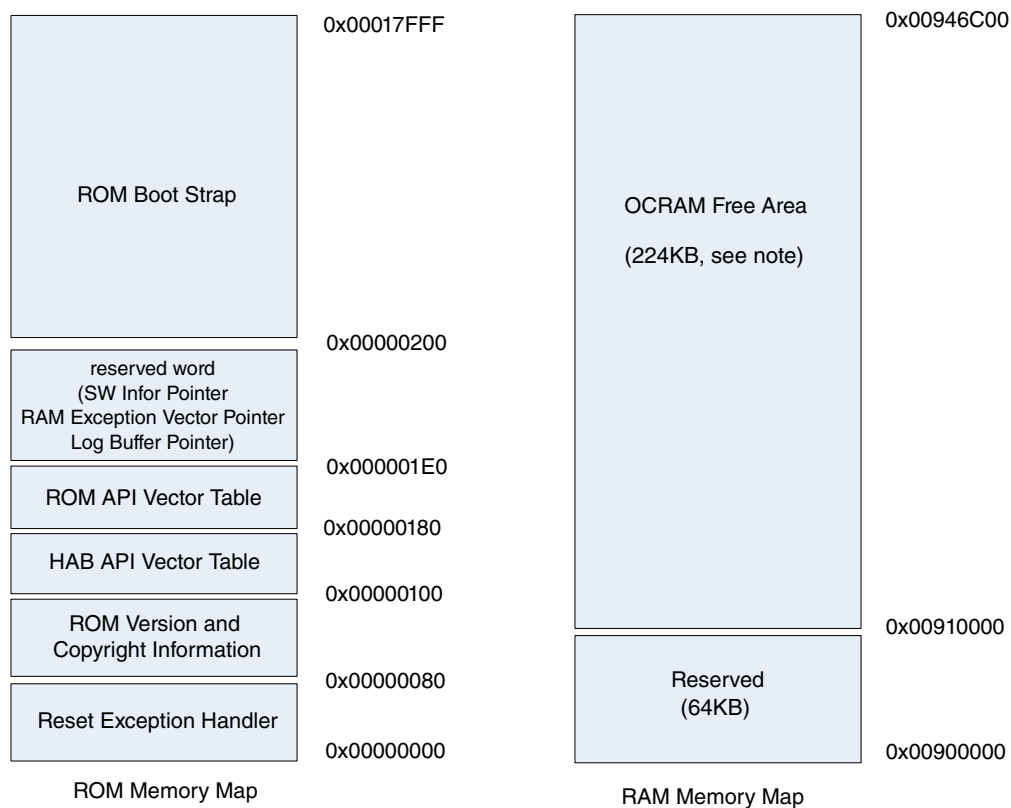 0x00017FFF
ROM Boot Strap
0x00000200
reserved word
(SW Infor Pointer
RAM Exception Vector Pointer
Log Buffer Pointer)
0x000001E0
ROM API Vector Table
0x00000180
HAB API Vector Table
0x00000100
ROM Version and
Copyright Information
0x00000080
Reset Exception Handler
0x00000000
ROM Memory Map
0x00946C00
OCRAM Free Area
(224KB, see note)
0x00910000
Reserved
(64KB)
0x00900000
RAM Memory Map